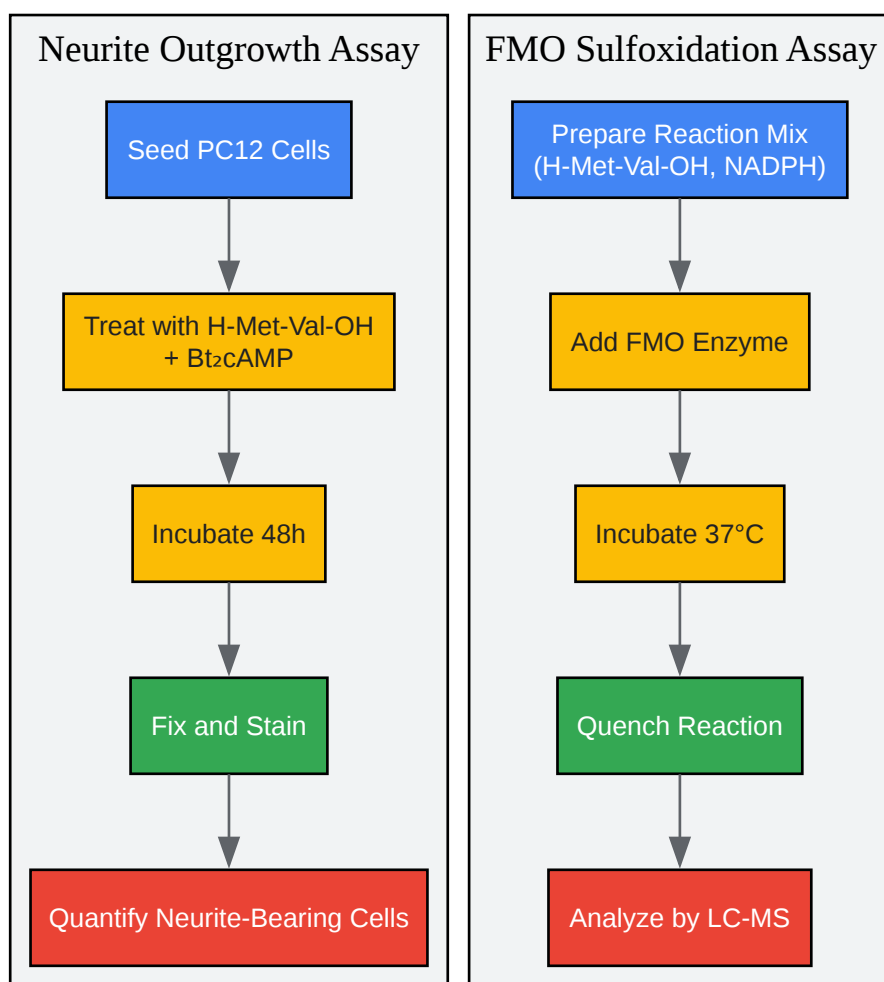 Neurite Outgrowth Assay
Seed PC12 Cells
Treat with H-Met-Val-OH
+ Bt₂cAMP
Incubate 48h
Fix and Stain
Quantify Neurite-Bearing Cells
FMO Sulfoxidation Assay
Prepare Reaction Mix
(H-Met-Val-OH, NADPH)
Add FMO Enzyme
Incubate 37°C
Quench Reaction
Analyze by LC-MS